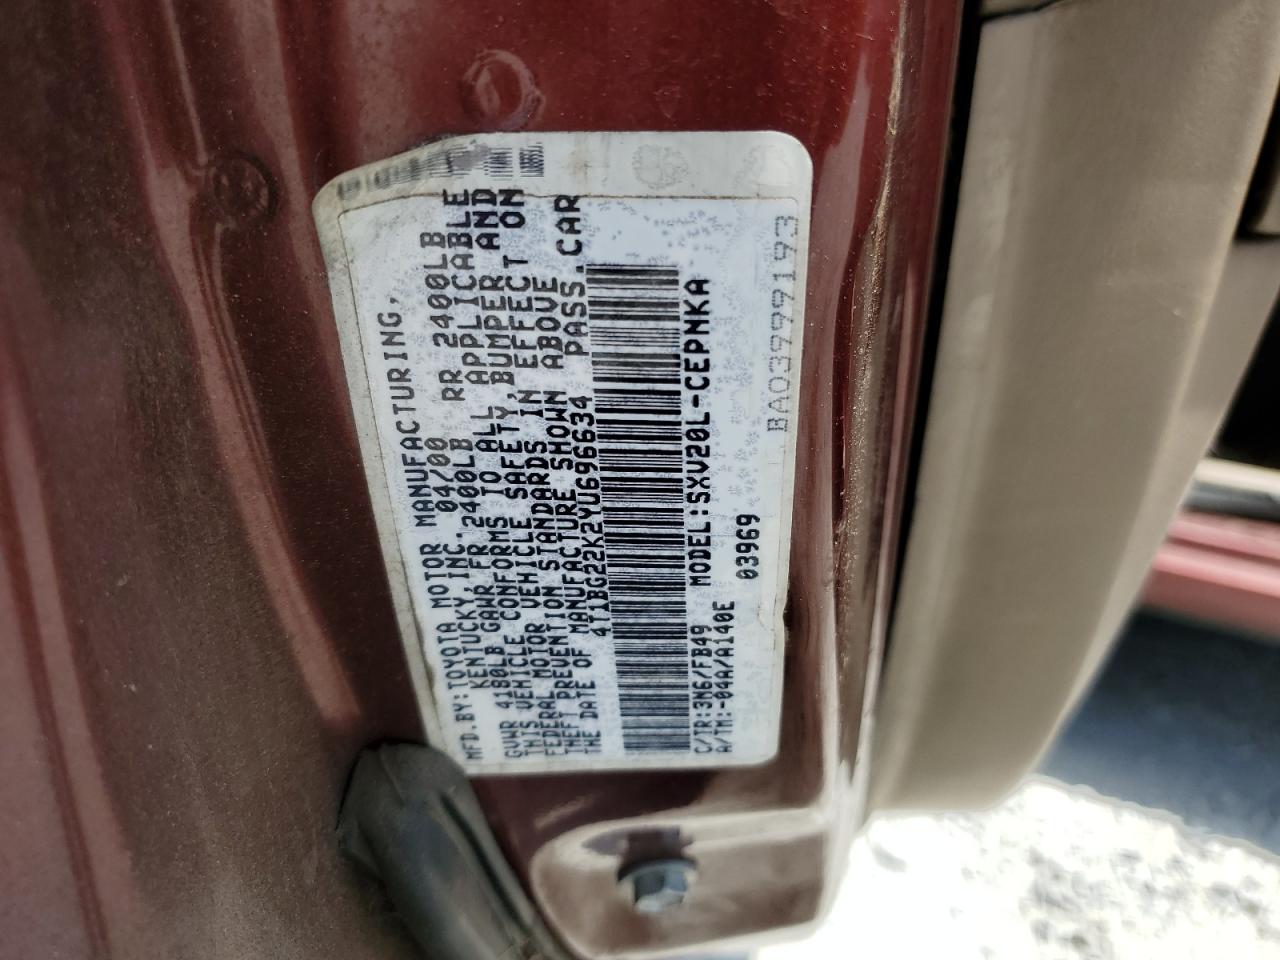 MFD.BY:TOYOTA MOTOR MANUFACTURING,
KENTUCKY,INC. 04/00
GVWR 4180LB GAWR FR 2400LB RR 2400LB
THIS VEHICLE CONFORMS TO ALL APPLICABLE
FEDERAL MOTOR VEHICLE SAFETY,BUMPER AND
THEFT PREVENTION STANDARDS IN EFFECT ON
THE DATE OF MANUFACTURE SHOWN ABOVE
4T1BG22K2YU696634 PASS.CAR
MODEL:SXV20L-CEPNKA
C/TR:3M6/FB49
A/TM:-04A/A140E 03969
BA03999193